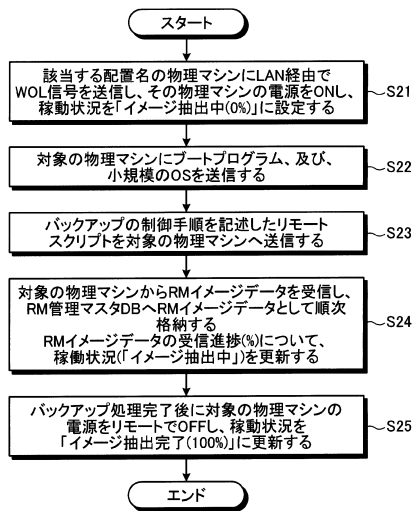 スタート
該当する配置名の物理マシンにLAN経由で
WOL信号を送信し、その物理マシンの電源をONし、
稼動状況を「イメージ抽出中(0%)」に設定する
S21
対象の物理マシンにブートプログラム、及び、
小規模のOSを送信する
S22
バックアップの制御手順を記述したリモート
スクリプトを対象の物理マシンへ送信する
S23
対象の物理マシンからRMイメージデータを受信し、
RM管理マスタDBへRMイメージデータとして順次
格納する
RMイメージデータの受信進捗(%)について、
稼働状況(「イメージ抽出中」)を更新する
S24
バックアップ処理完了後に対象の物理マシンの
電源をリモートでOFFし、稼動状況を
「イメージ抽出完了(100%)」に更新する
S25
エンド